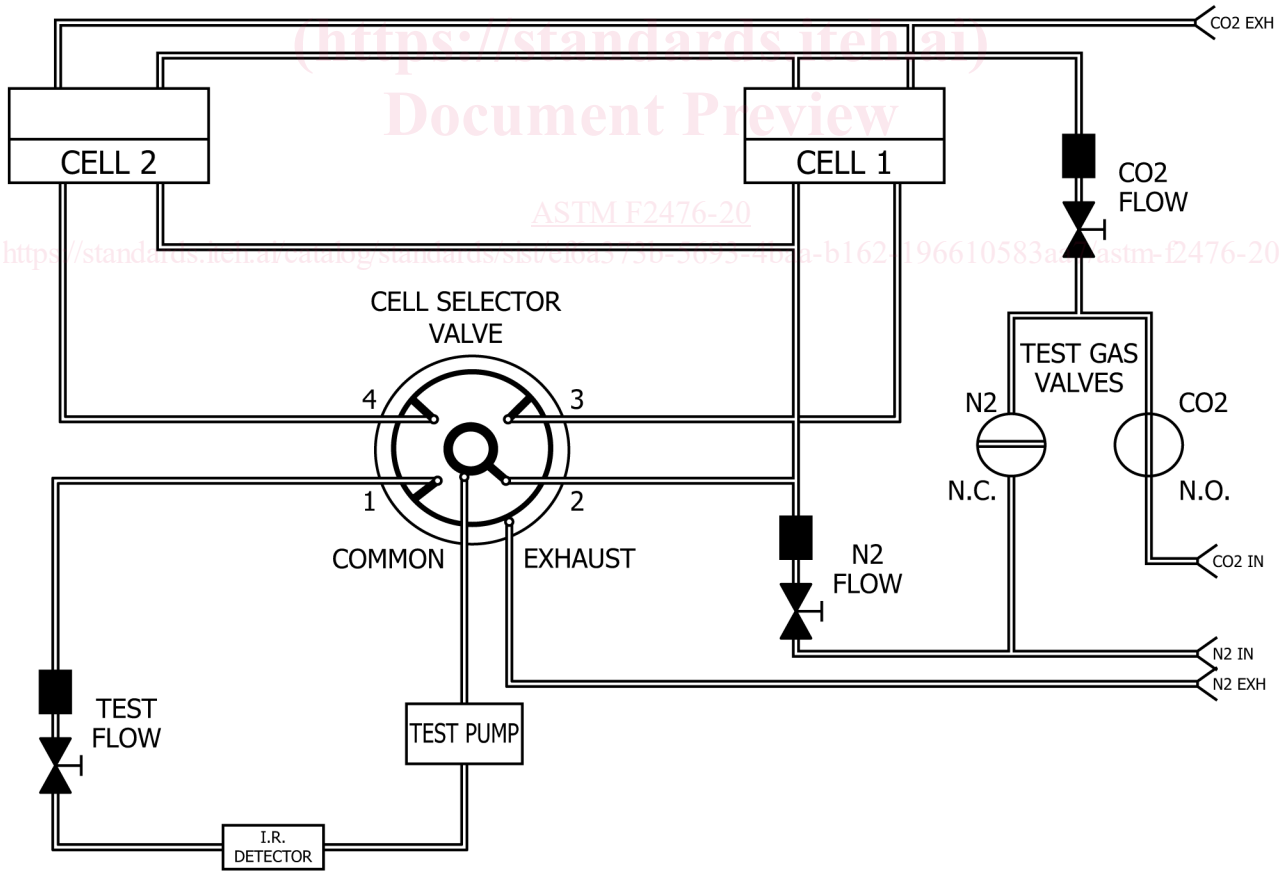 CO2 EXH
(https://standards.iteh.ai)
Document Preview
CELL 2
CELL 1
CO2
FLOW
ASTM F2476-20
CELL SELECTOR
VALVE
TEST GAS
VALVES
4
3
N2
CO2
1
2
N.C.
N.O.
COMMON
EXHAUST
N2
FLOW
CO2 IN
N2 IN
N2 EXH
TEST
FLOW
TEST PUMP
I.R.
DETECTOR